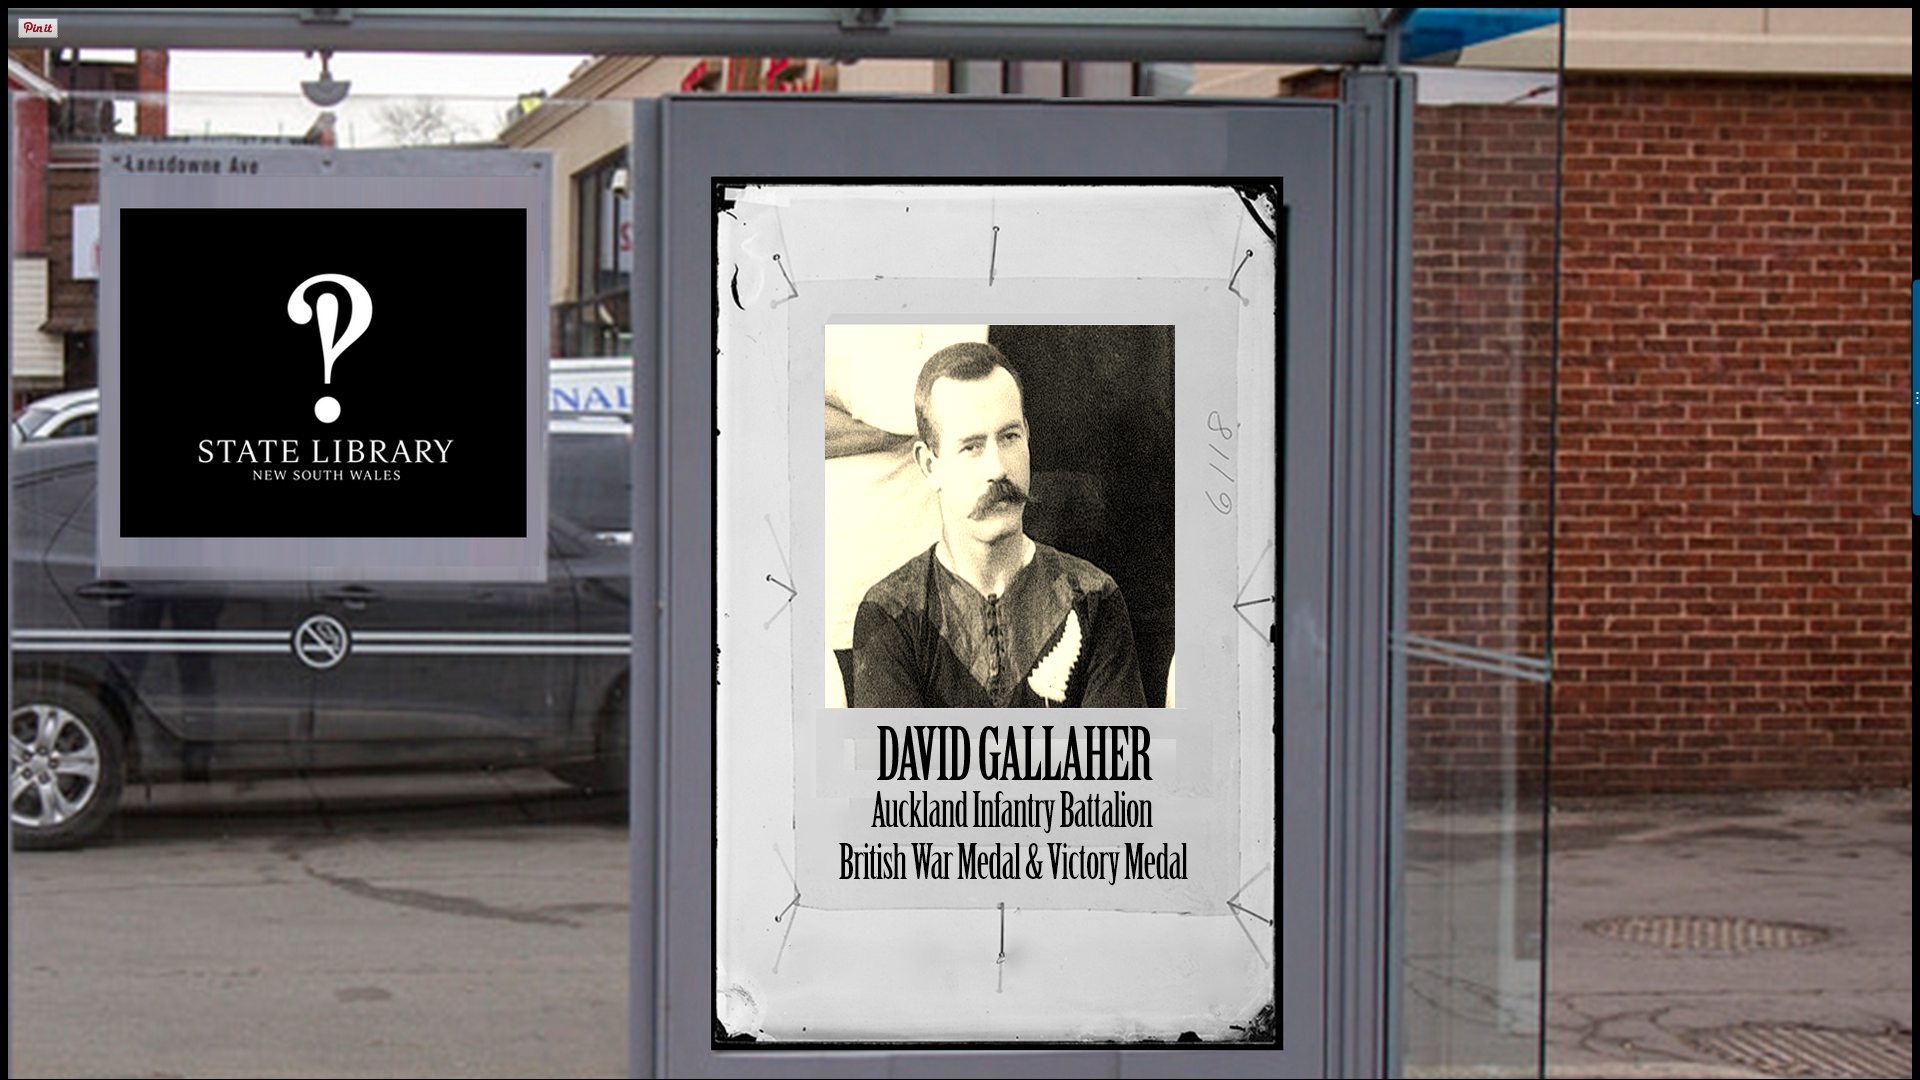 Pin it
Lansdowne Ave
STATE LIBRARY
NEW SOUTH WALES
NAL
6118
DAVID GALLAHER
Auckland Infantry Battalion
British War Medal & Victory Medal